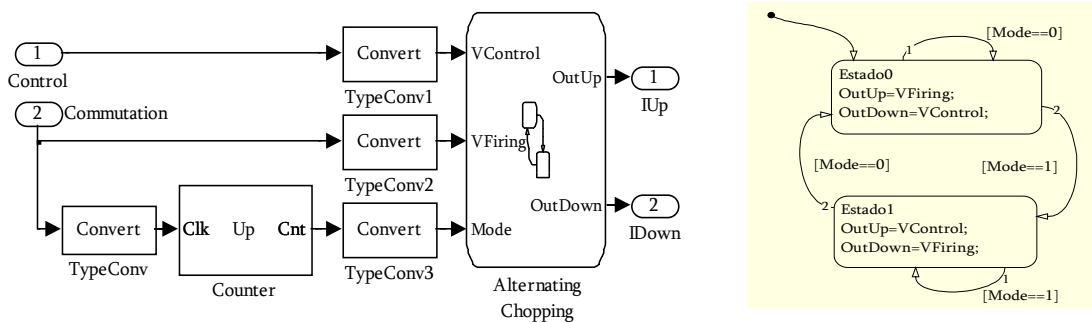 1
Control
2
Commutation
Convert
TypeConv1
Convert
TypeConv2
Convert
TypeConv
Clk Up Cnt
Counter
Convert
TypeConv3
VControl
VFiring
Mode
OutUp
OutDown
Alternating
Chopping
1
IUp
2
IDown
[Mode==0]
1
Estado0
OutUp=VFiring;
OutDown=VControl;
2
[Mode==0]
[Mode==1]
2
Estado1
OutUp=VControl;
OutDown=VFiring;
1
[Mode==1]